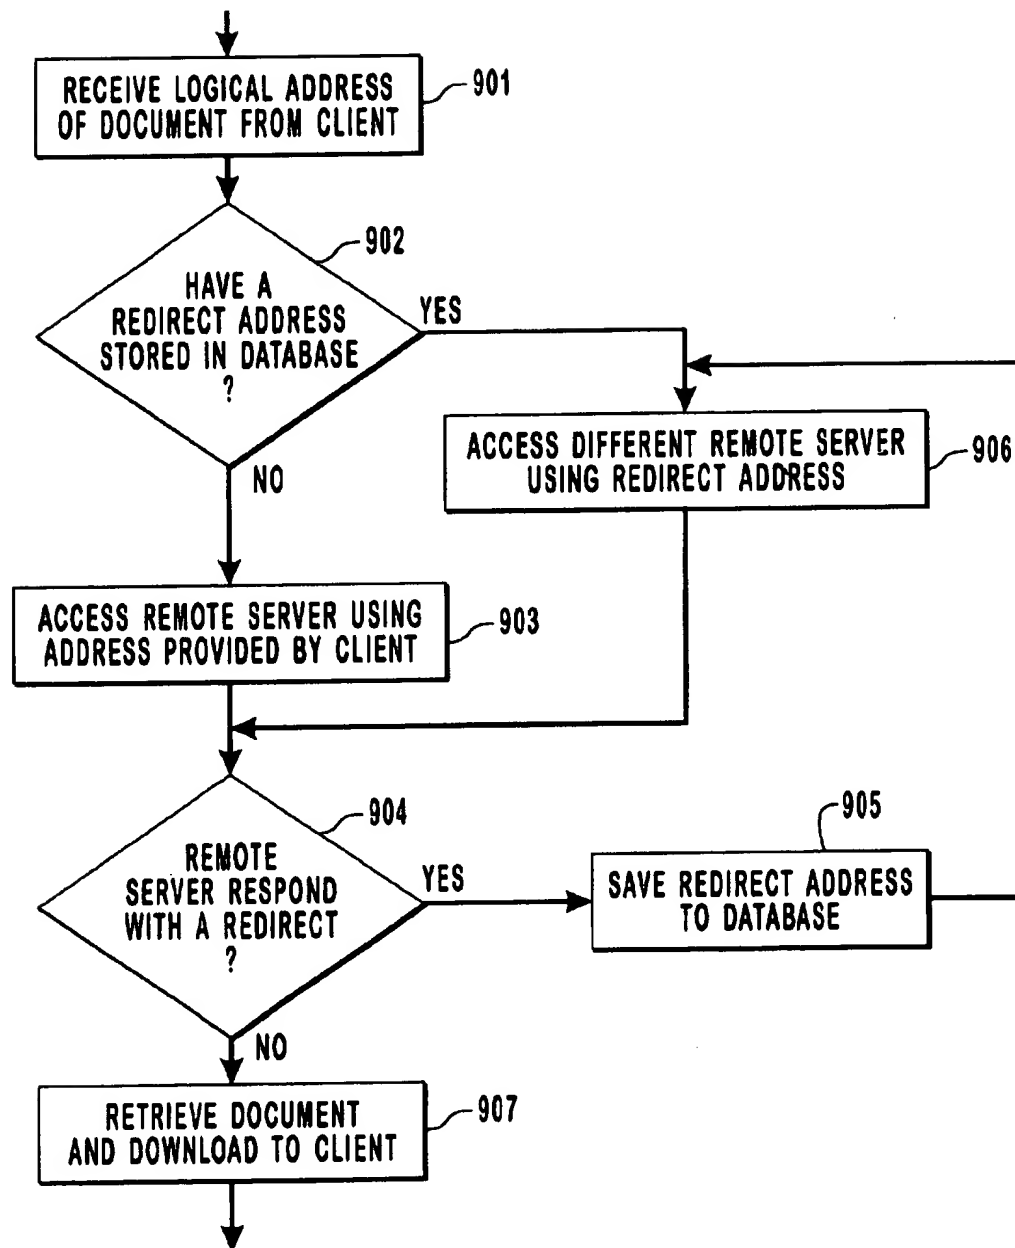 RECEIVE LOGICAL ADDRESS
OF DOCUMENT FROM CLIENT
901
902
HAVE A
REDIRECT ADDRESS
STORED IN DATABASE
?
YES
NO
ACCESS DIFFERENT REMOTE SERVER
USING REDIRECT ADDRESS
906
ACCESS REMOTE SERVER USING
ADDRESS PROVIDED BY CLIENT
903
904
REMOTE
SERVER RESPOND
WITH A REDIRECT
?
YES
NO
905
SAVE REDIRECT ADDRESS
TO DATABASE
RETRIEVE DOCUMENT
AND DOWNLOAD TO CLIENT
907